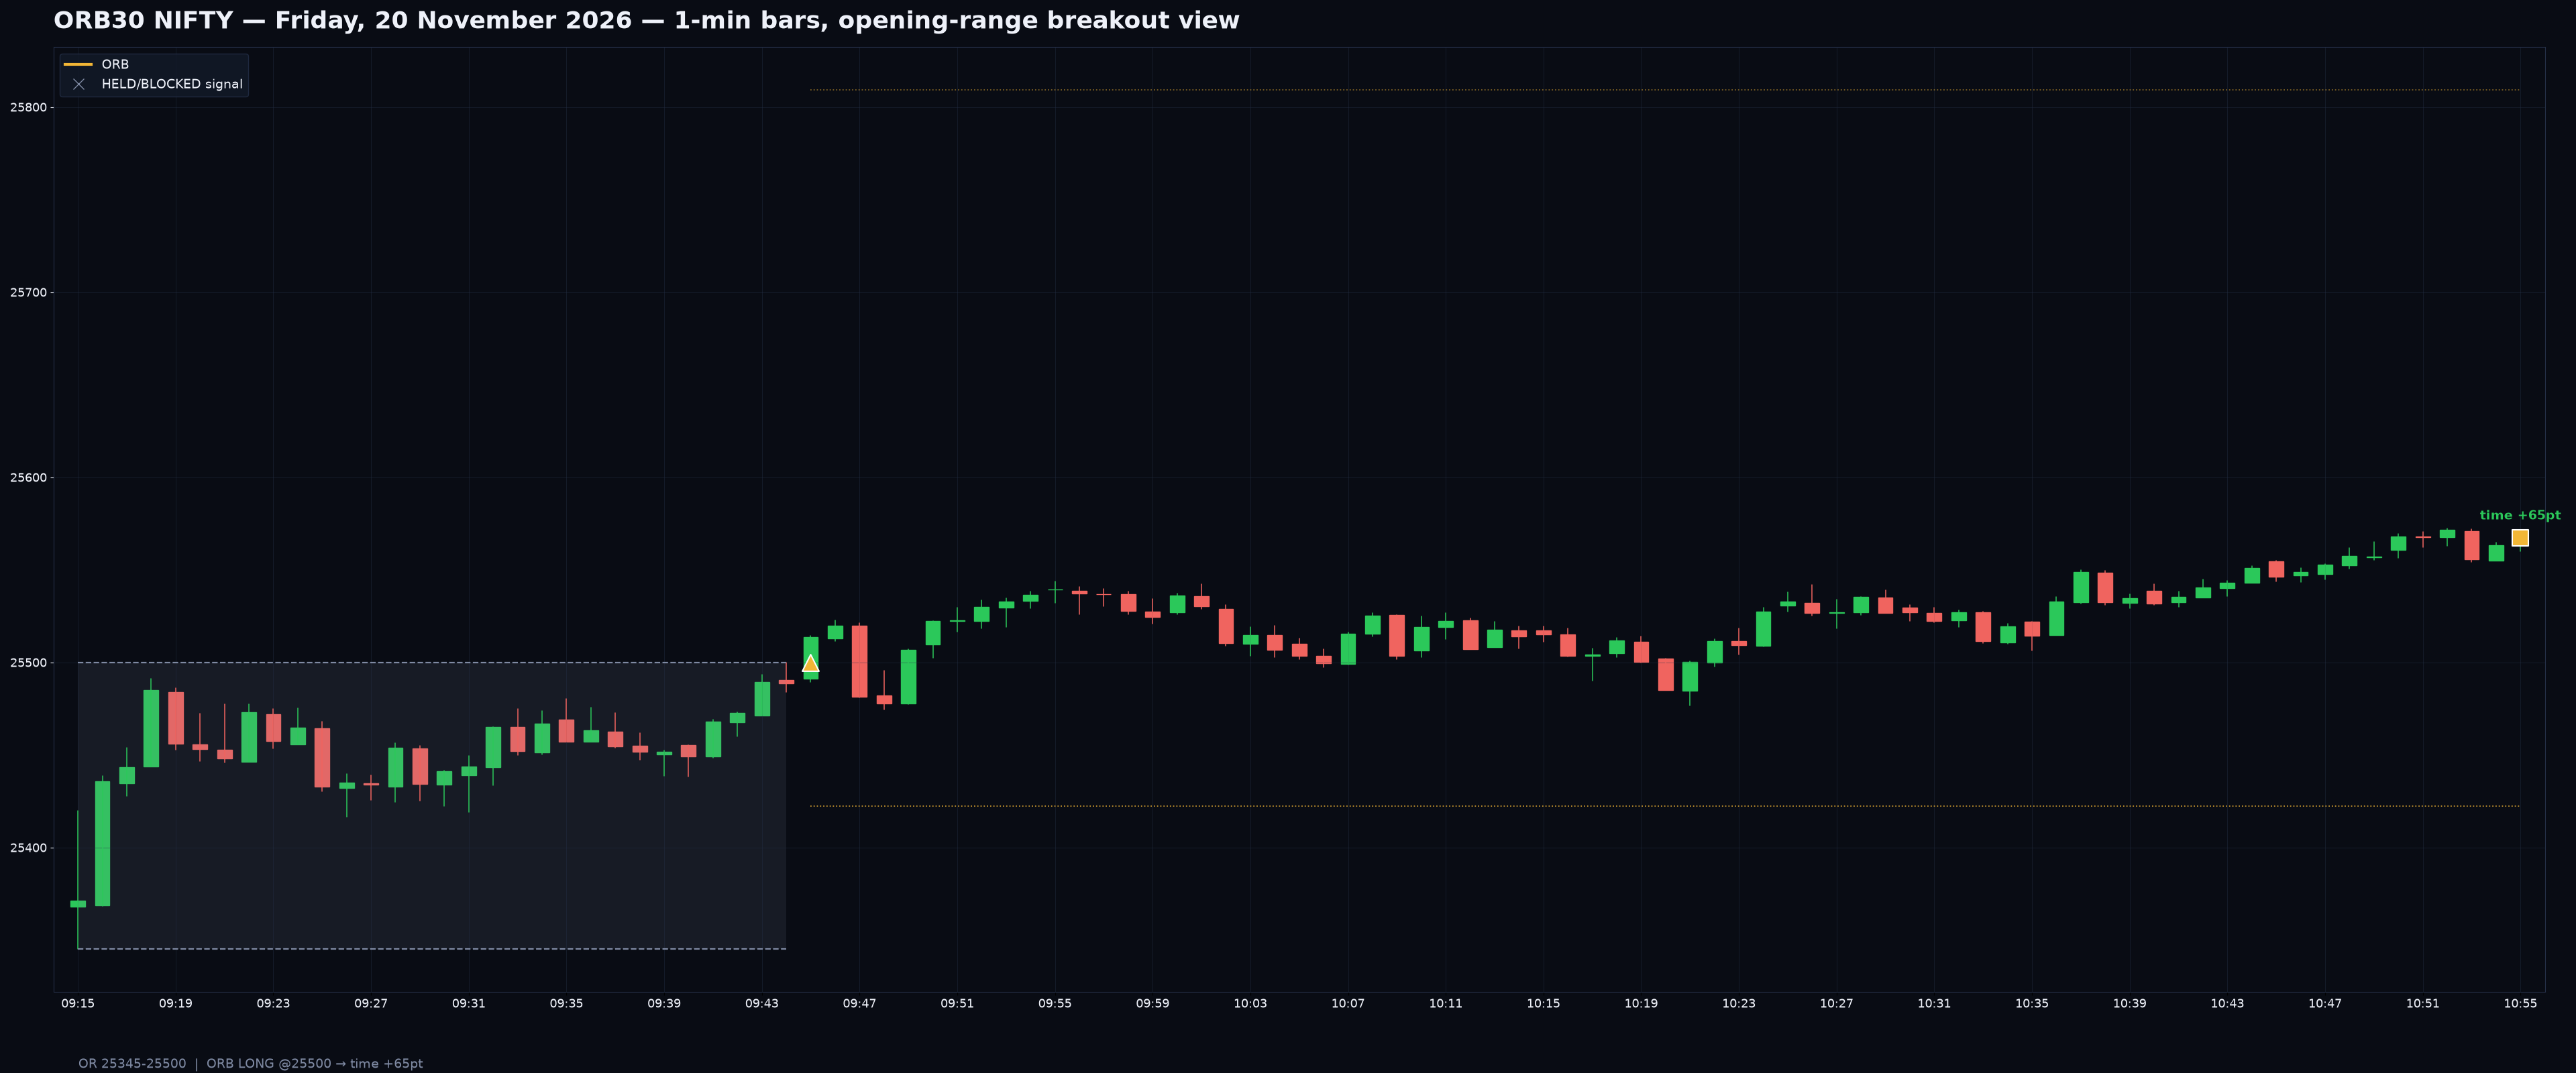 ORB30 NIFTY — Friday, 20 November 2026 — 1-min bars, opening-range breakout view
ORB
HELD/BLOCKED signal
25800
25700
25600
25500
25400
time +65pt
09:15 09:19 09:23 09:27 09:31 09:35 09:39 09:43 09:47 09:51 09:55 09:59 10:03 10:07 10:11 10:15 10:19 10:23 10:27 10:31 10:35 10:39 10:43 10:47 10:51 10:55
OR 25345-25500 | ORB LONG @25500 → time +65pt